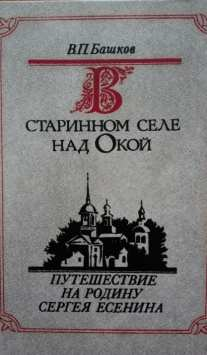 В.П.Башков
В
СТАРИННОМ СЕЛЕ
НАД ОКОЙ
ПУТЕШЕСТВИЕ
НА РОДИНУ
СЕРГЕЯ ЕСЕНИНА